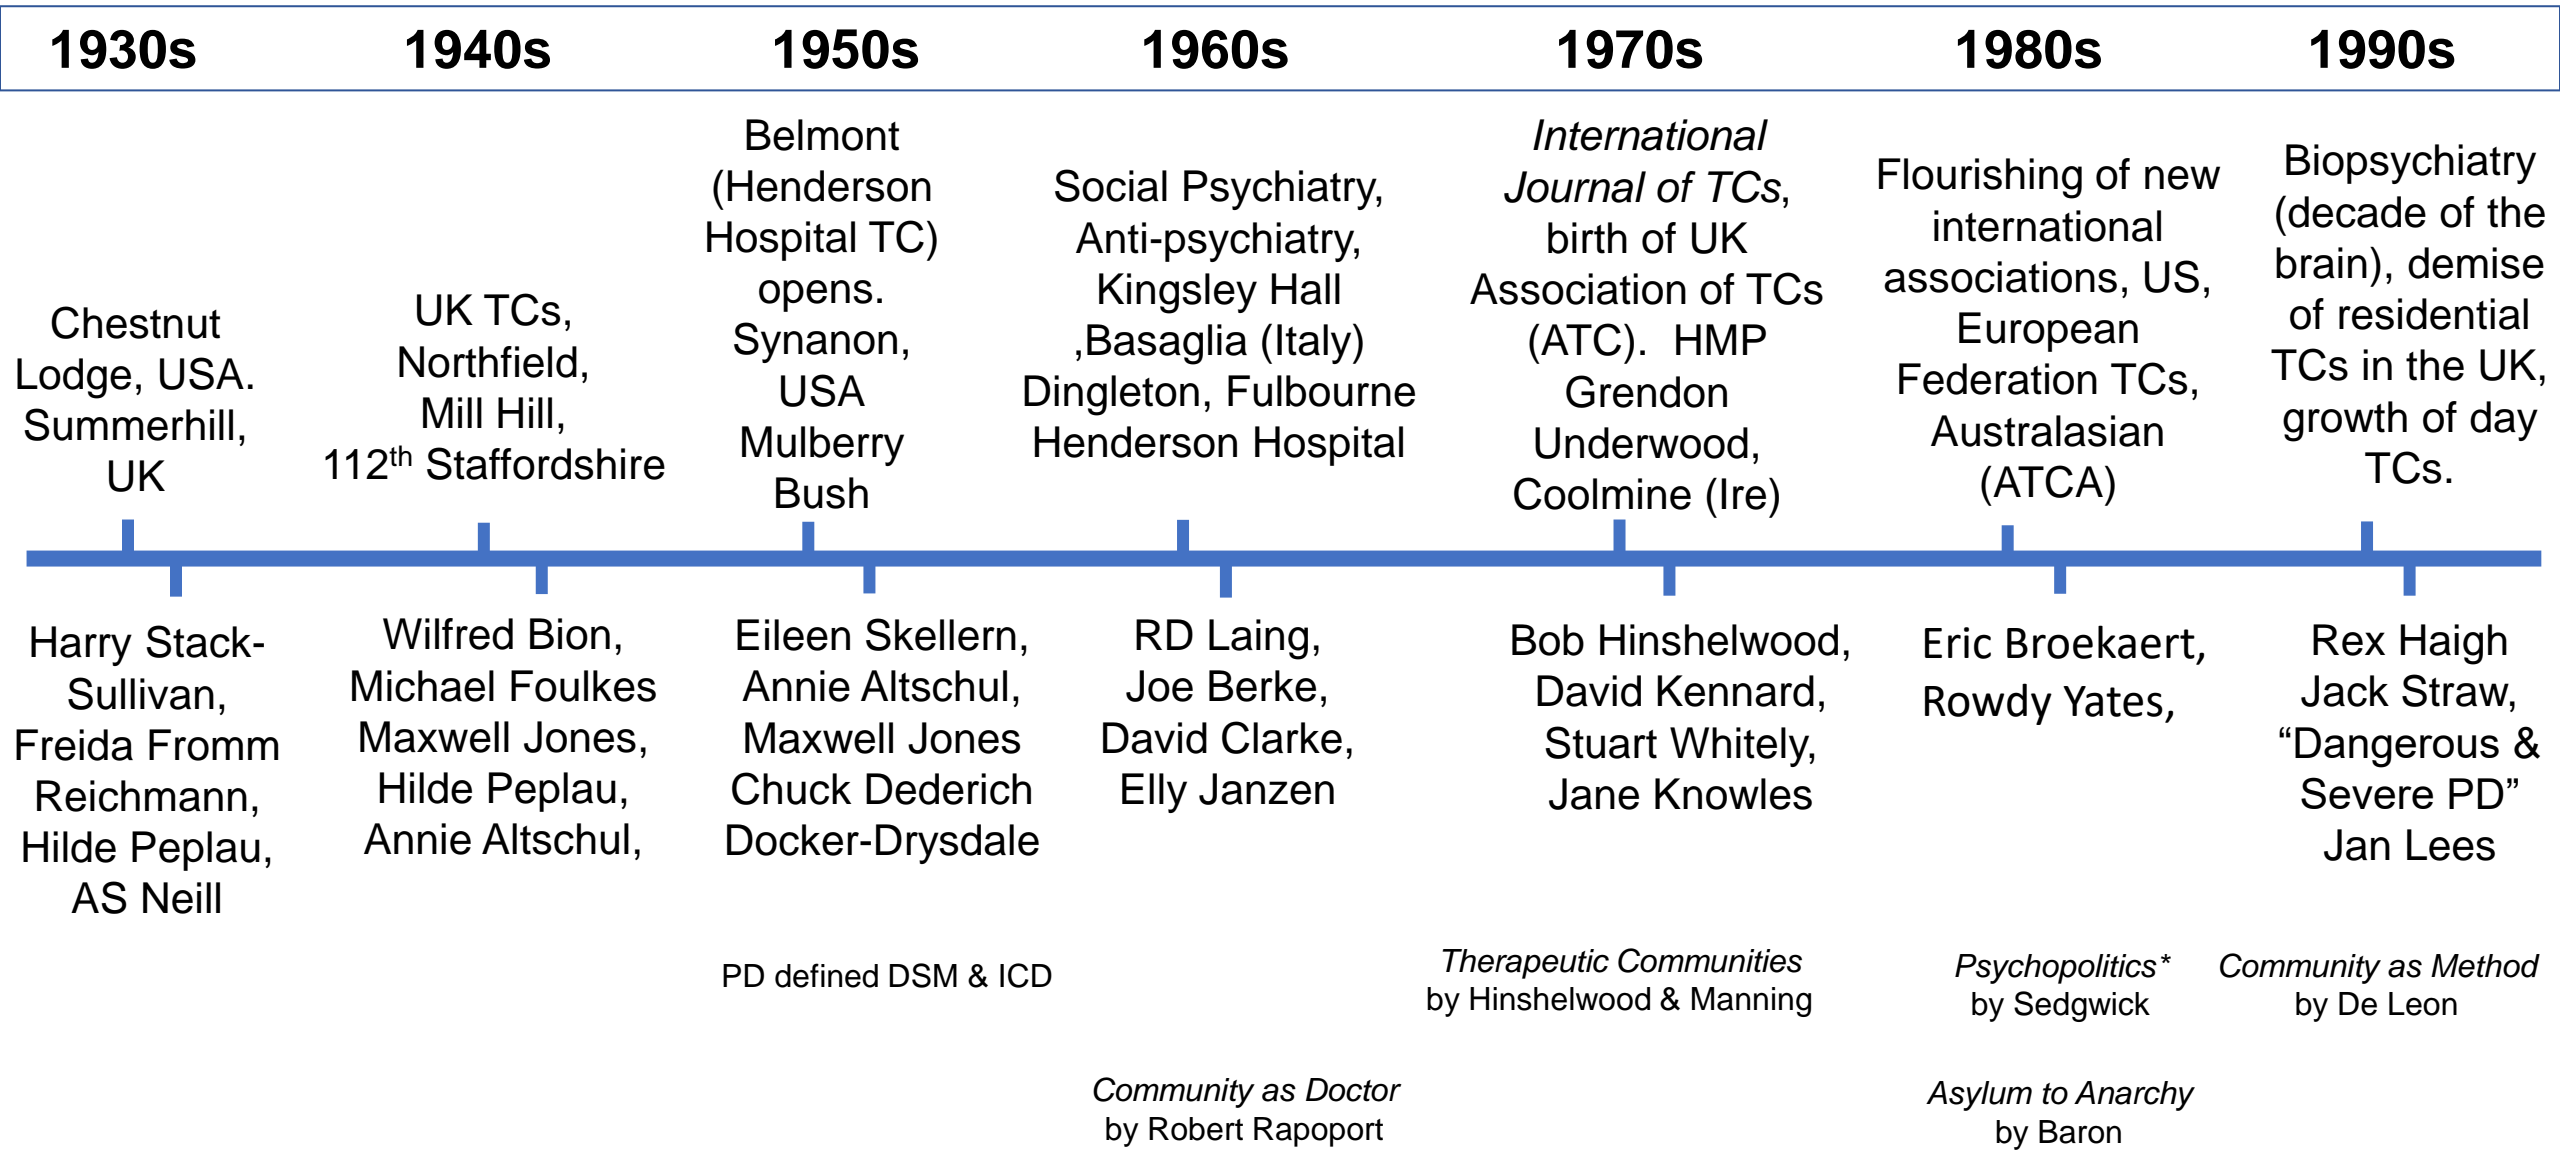 1930s 1940s 1950s 1960s 1970s 1980s 1990s
Chestnut
Lodge, USA.
Summerhill,
UK
UK TCs,
Northfield,
Mill Hill,
112th Staffordshire
Belmont
(Henderson
Hospital TC)
opens.
Synanon,
USA
Mulberry
Bush
Social Psychiatry,
Anti-psychiatry,
Kingsley Hall
,Basaglia (Italy)
Dingleton, Fulbourne
Henderson Hospital
International
Journal of TCs,
birth of UK
Association of TCs
(ATC). HMP
Grendon
Underwood,
Coolmine (Ire)
Flourishing of new
international
associations, US,
European
Federation TCs,
Australasian
(ATCA)
Biopsychiatry
(decade of the
brain), demise
of residential
TCs in the UK,
growth of day
TCs.
Harry Stack-
Sullivan,
Freida Fromm
Reichmann,
Hilde Peplau,
AS Neill
Wilfred Bion,
Michael Foulkes
Maxwell Jones,
Hilde Peplau,
Annie Altschul,
Eileen Skellern,
Annie Altschul,
Maxwell Jones
Chuck Dederich
Docker-Drysdale
RD Laing,
Joe Berke,
David Clarke,
Elly Janzen
Bob Hinshelwood,
David Kennard,
Stuart Whitely,
Jane Knowles
Eric Broekaert,
Rowdy Yates,
Rex Haigh
Jack Straw,
“Dangerous &
Severe PD”
Jan Lees
PD defined DSM & ICD
Community as Doctor
by Robert Rapoport
Therapeutic Communities
by Hinshelwood & Manning
Psychopolitics*
by Sedgwick
Asylum to Anarchy
by Baron
Community as Method
by De Leon